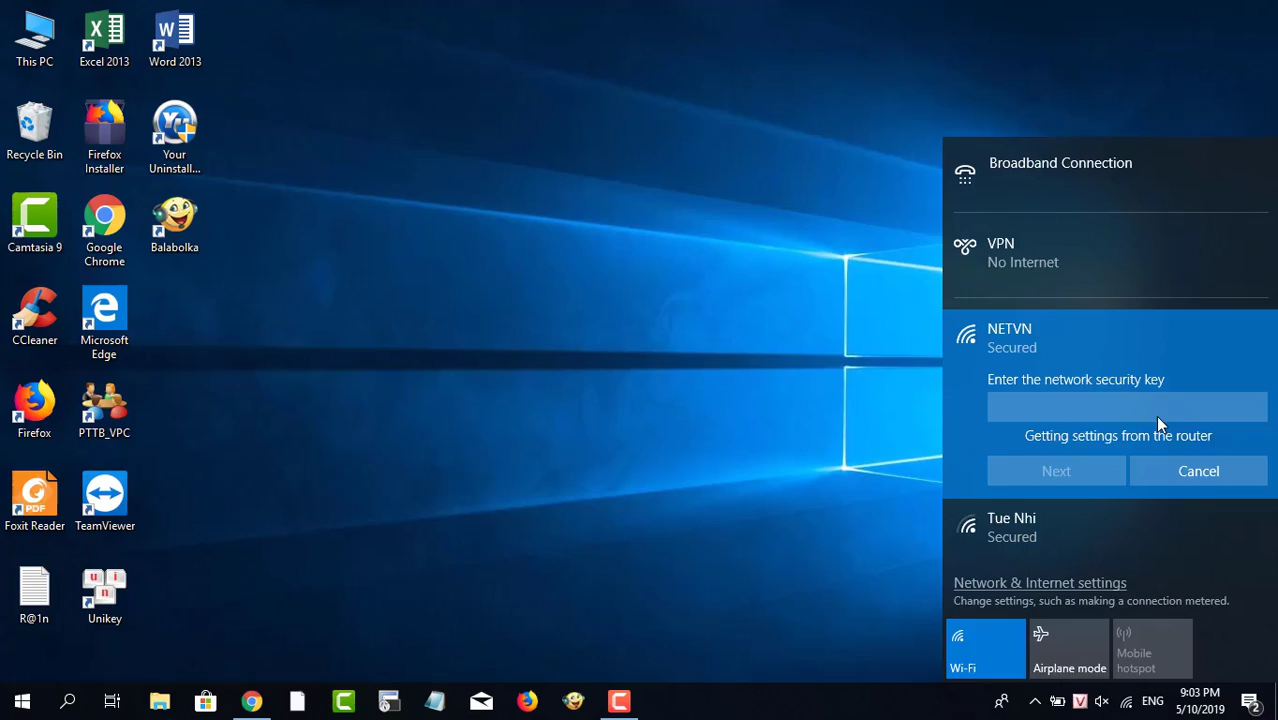 This PC
Excel 2013
Word 2013
Recycle Bin
Firefox
Installer
Your
Uninstall...
Camtasia 9
Google
Chrome
Balabolka
CCleaner
Microsoft
Edge
Firefox
PTTB_VPC
Foxit Reader
TeamViewer
R@1n
Unikey
Broadband Connection
VPN
No Internet
NETVN
Secured
Enter the network security key
Getting settings from the router
Next
Cancel
Tue Nhi
Secured
Network & Internet settings
Change settings, such as making a connection metered.
Wi-Fi
Airplane mode
Mobile
hotspot
ENG
9:03 PM
5/10/2019
2